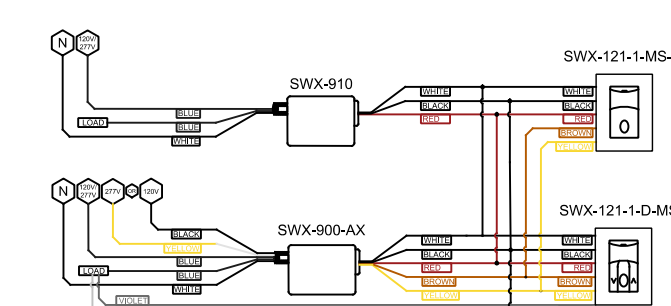 N 120V/277V
SWX-121-1-MS-
SWX-910
WHITE WHITE
BLACK BLACK
RED RED
BLUE
LOAD
BLUE BROWN
WHITE YELLOW
N 120V/277V 277V OR 120V
SWX-121-1-D-MS
SWX-900-AX
BLACK WHITE WHITE
YELLOW BLACK BLACK
BLUE RED RED
LOAD BLUE BROWN BROWN
WHITE YELLOW YELLOW
VIOLET